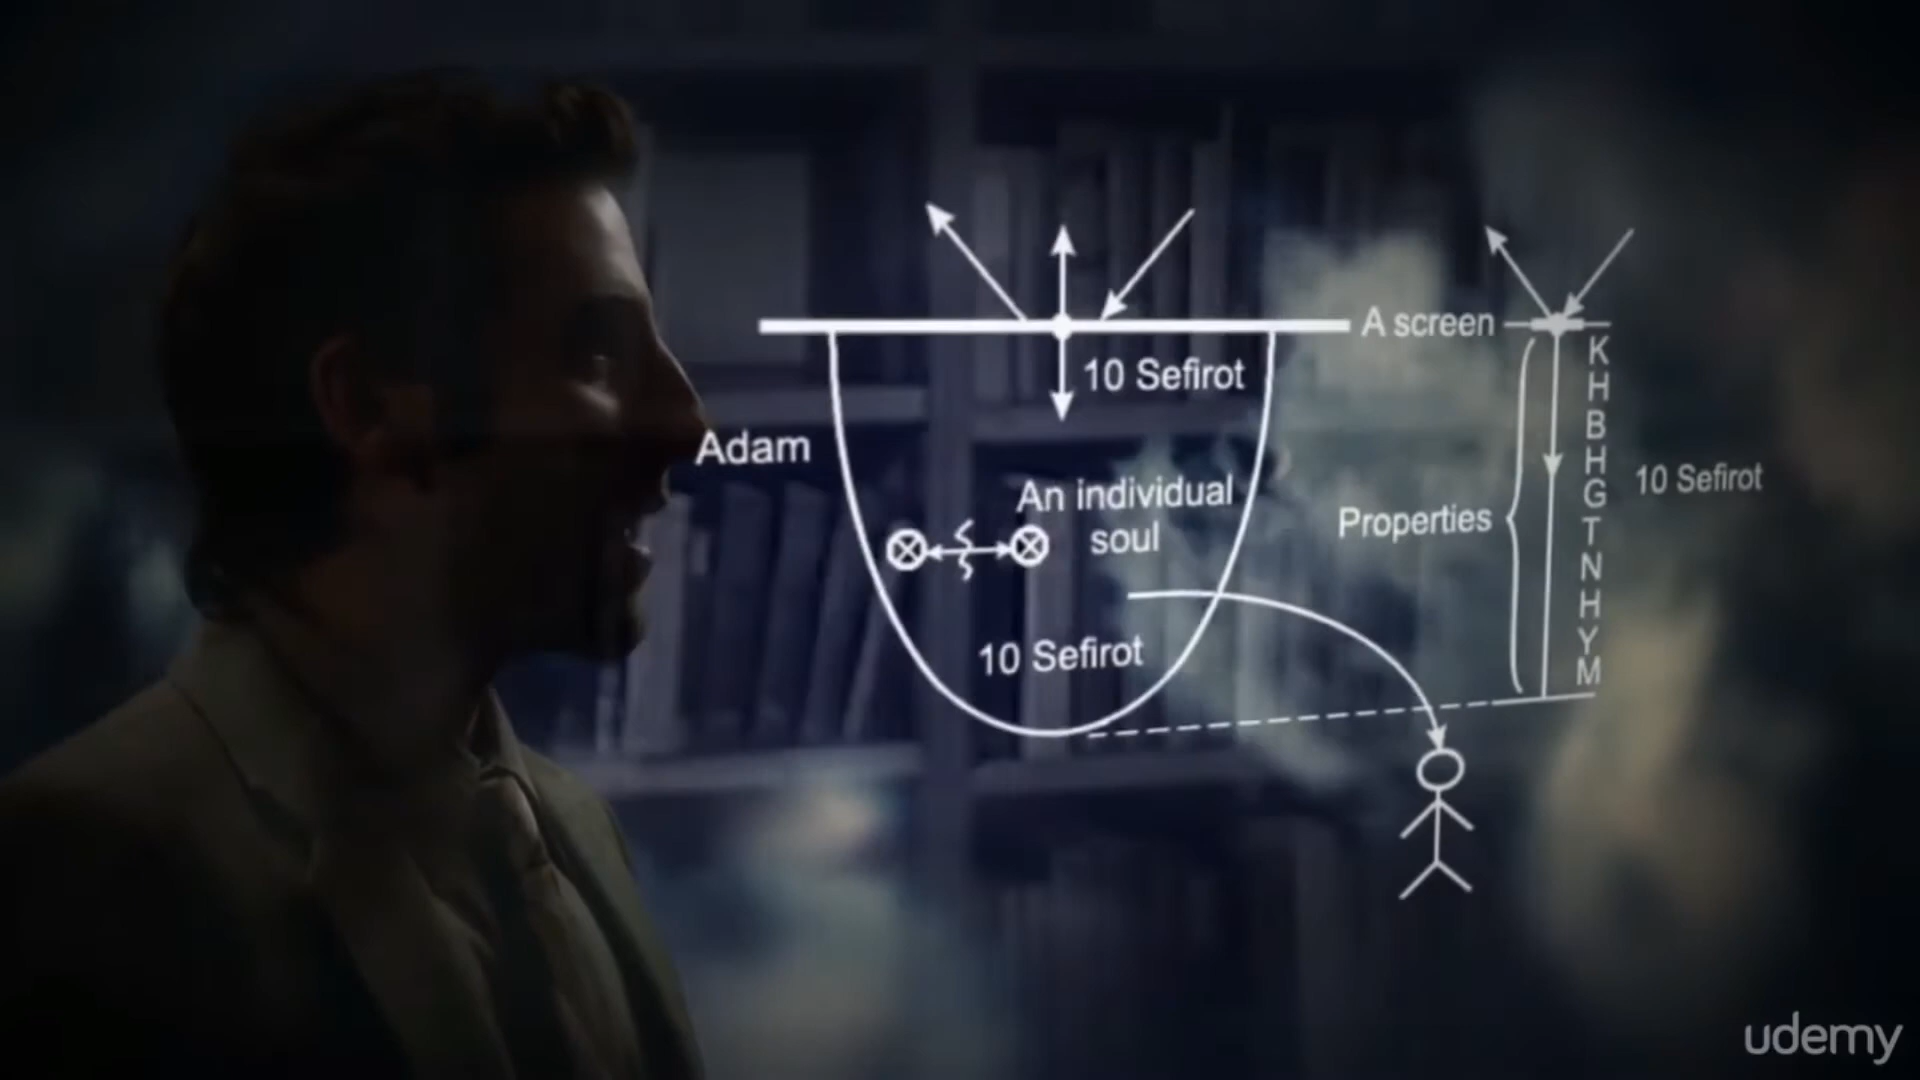 A screen
10 Sefirot
Adam
An individual
soul
10 Sefirot
Properties
K
H
B
H
G
T
N
H
Y
M
10 Sefirot
udemy